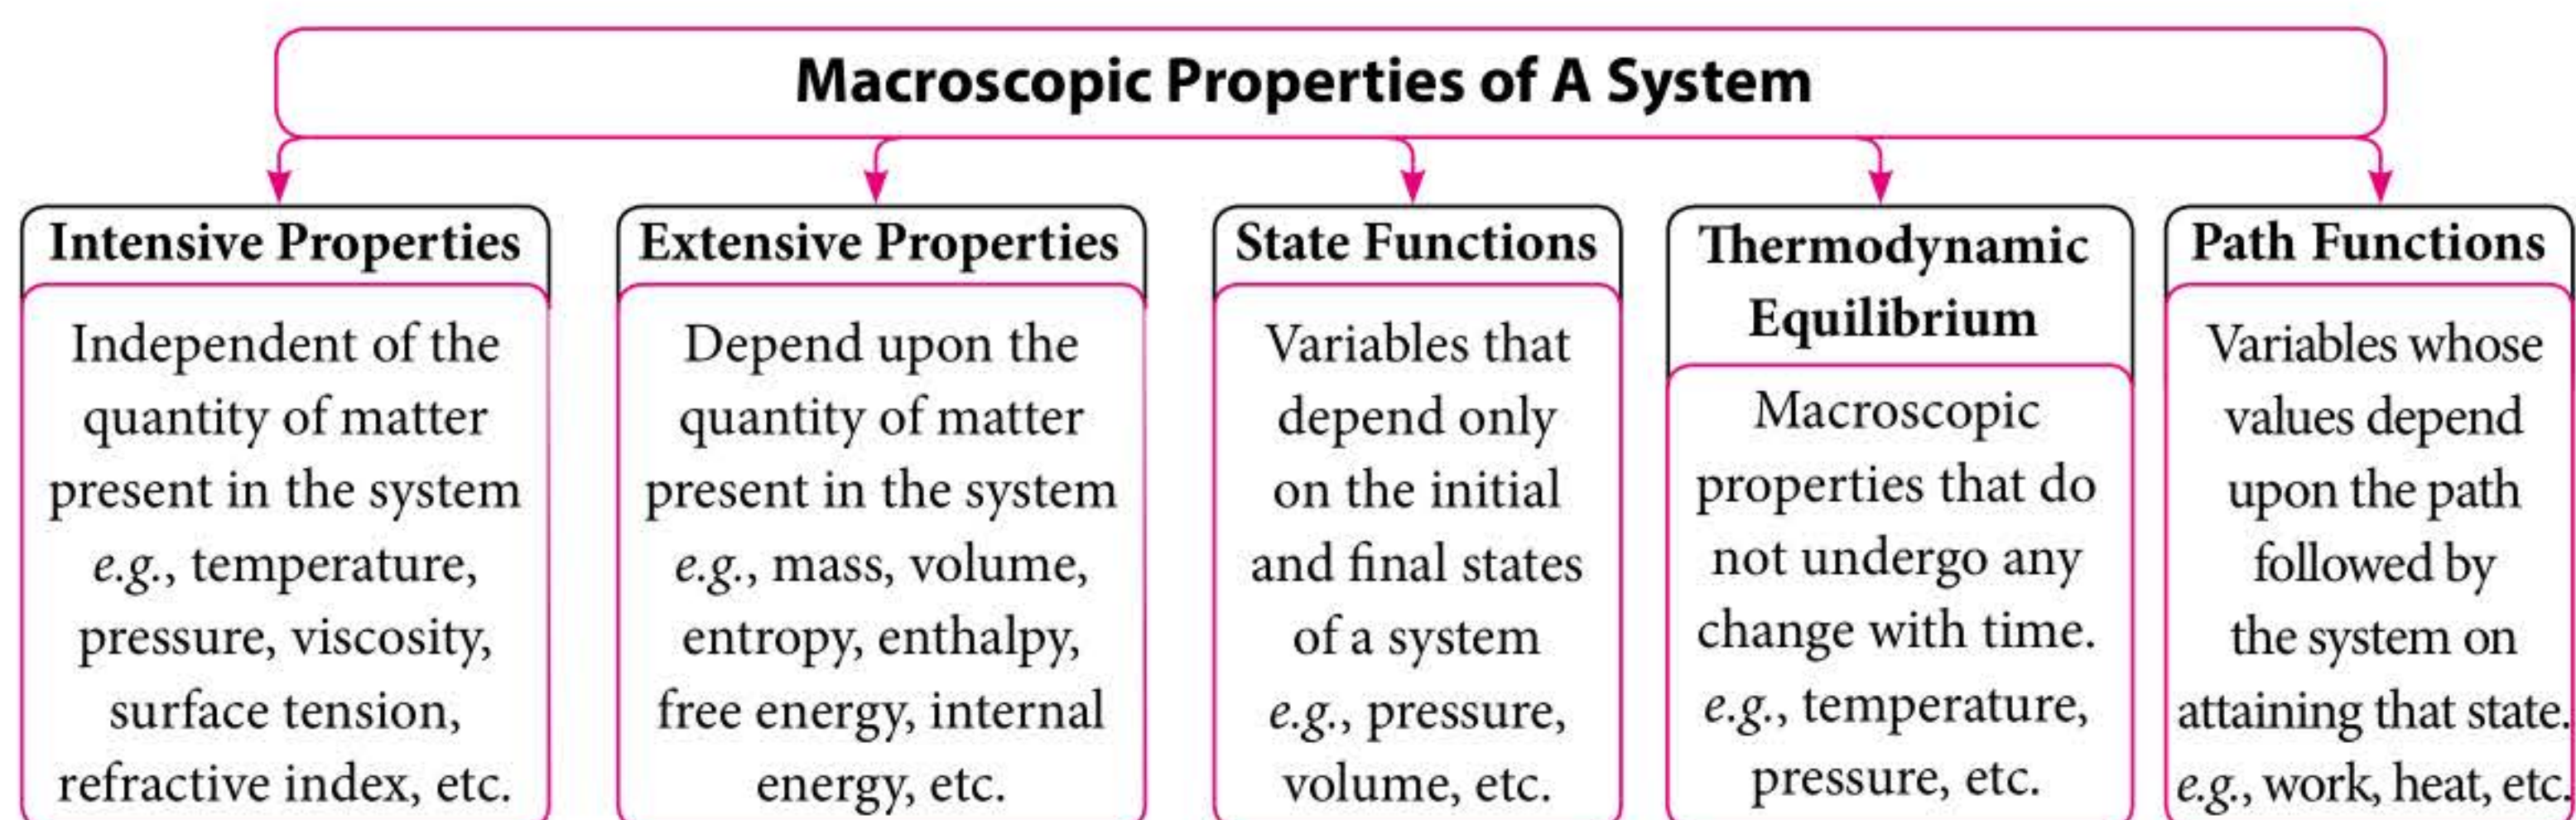 Macroscopic Properties of A System
Intensive Properties
Independent of the
quantity of matter
present in the system
e.g., temperature,
pressure, viscosity,
surface tension,
refractive index, etc.
Extensive Properties
Depend upon the
quantity of matter
present in the system
e.g., mass, volume,
entropy, enthalpy,
free energy, internal
energy, etc.
State Functions
Variables that
depend only
on the initial
and final states
of a system
e.g., pressure,
volume, etc.
Thermodynamic
Equilibrium
Macroscopic
properties that do
not undergo any
change with time.
e.g., temperature,
pressure, etc.
Path Functions
Variables whose
values depend
upon the path
followed by
the system on
attaining that state.
e.g., work, heat, etc.